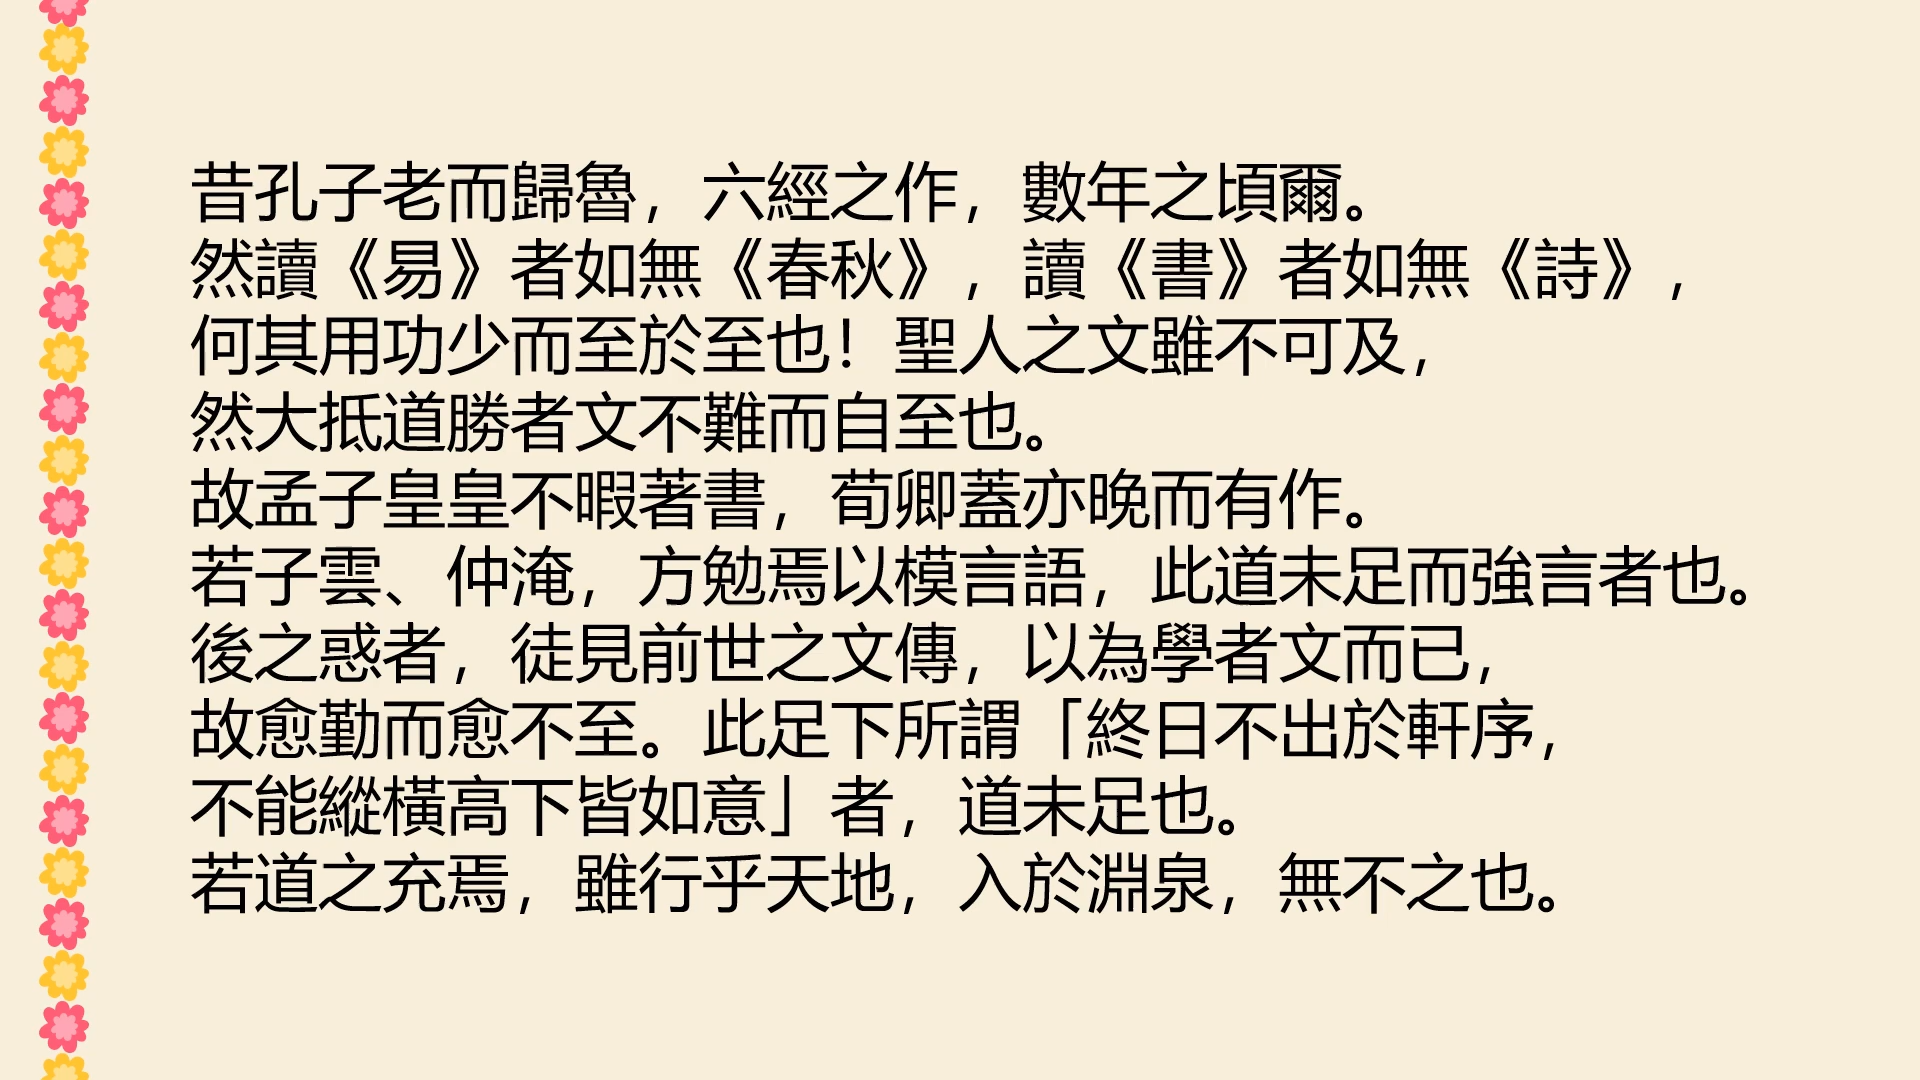 昔孔子老而歸魯，六經之作，數年之頃爾。
然讀《易》者如無《春秋》，讀《書》者如無《詩》，
何其用功少而至於至也！聖人之文雖不可及，
然大抵道勝者文不難而自至也。
故孟子皇皇不暇著書，荀卿蓋亦晚而有作。
若子雲、仲淹，方勉焉以模言語，此道未足而強言者也。
後之惑者，徒見前世之文傳，以為學者文而已，
故愈勤而愈不至。此足下所謂「終日不出於軒序，
不能縱橫高下皆如意」者，道未足也。
若道之充焉，雖行乎天地，入於淵泉，無不之也。